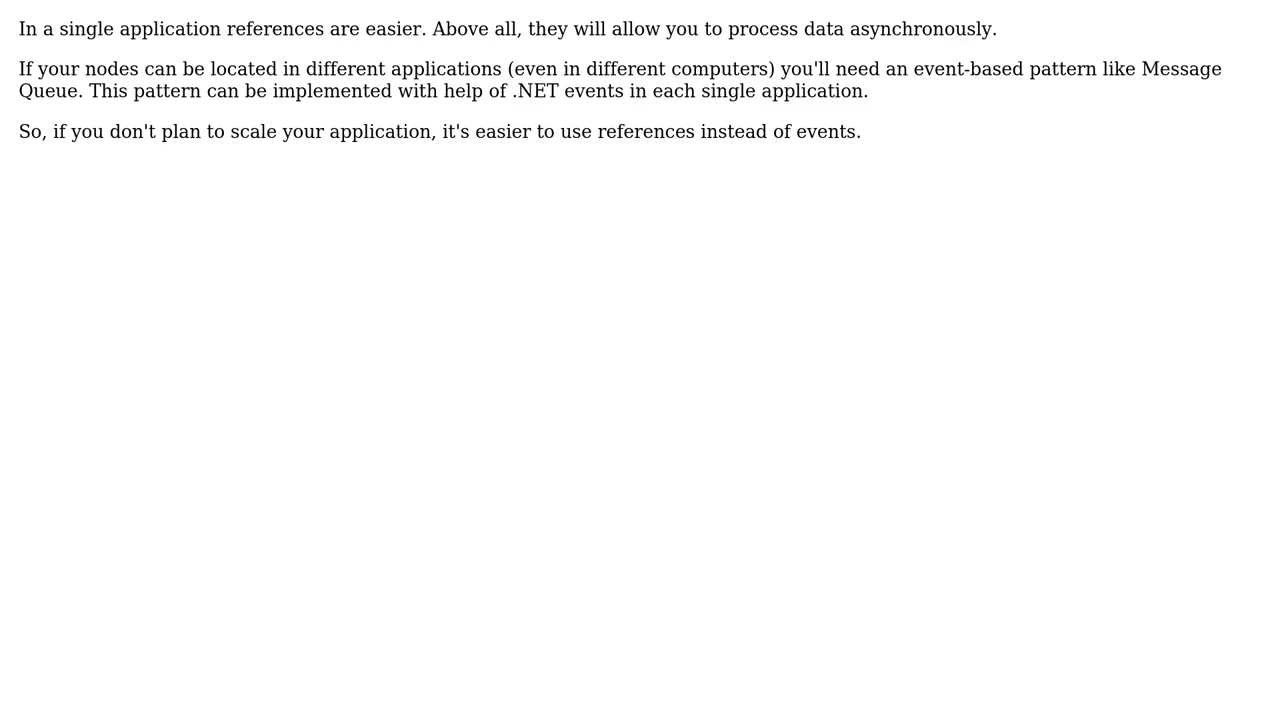 In a single application references are easier. Above all, they will allow you to process data asynchronously.
If your nodes can be located in different applications (even in different computers) you'll need an event-based pattern like Message
Queue. This pattern can be implemented with help of .NET events in each single application.
So, if you don't plan to scale your application, it's easier to use references instead of events.